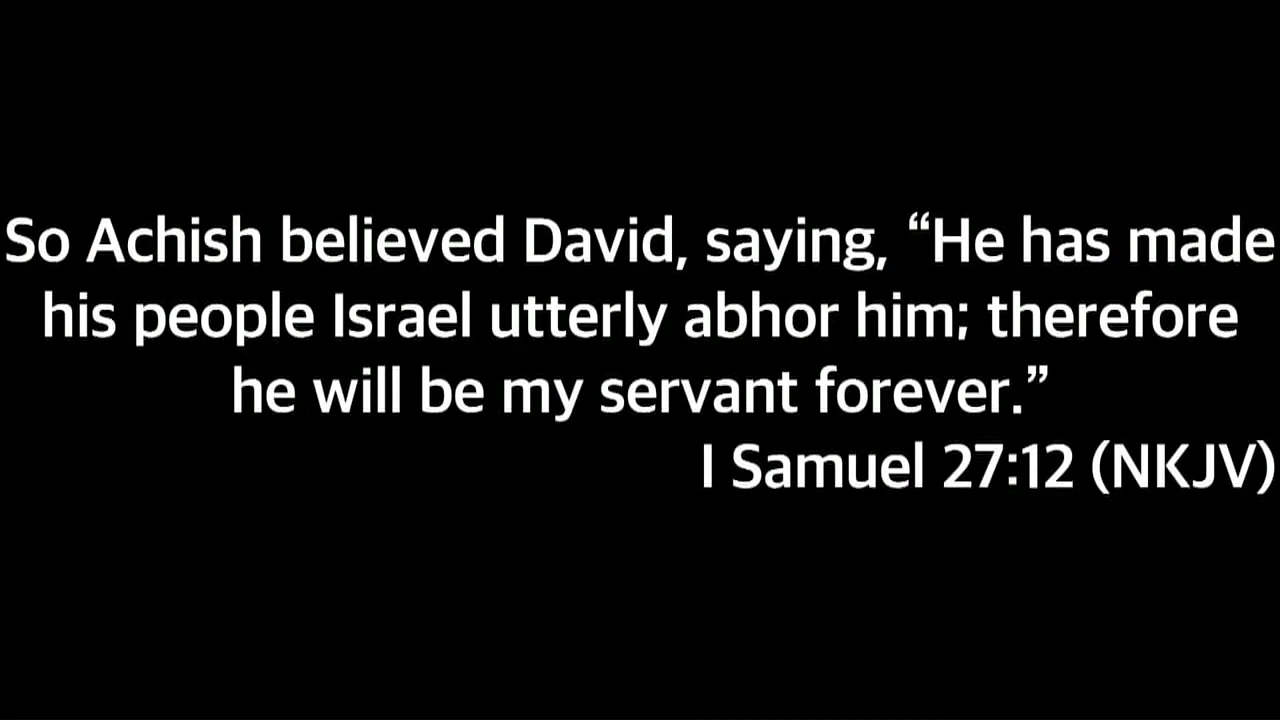 So Achish believed David, saying, “He has made
his people Israel utterly abhor him; therefore
he will be my servant forever.”
I Samuel 27:12 (NKJV)